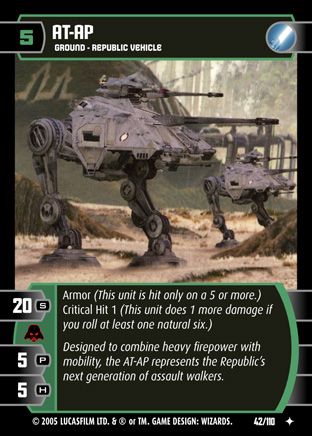 5
AT-AP
GROUND - REPUBLIC VEHICLE
20 S
Armor (This unit is hit only on a 5 or more.)
Critical Hit 1 (This unit does 1 more damage if
you roll at least one natural six.)
5 P
Designed to combine heavy firepower with
mobility, the AT-AP represents the Republic's
next generation of assault walkers.
5 H
© 2005 LUCASFILM LTD. & ® or TM. GAME DESIGN: WIZARDS.
42/110